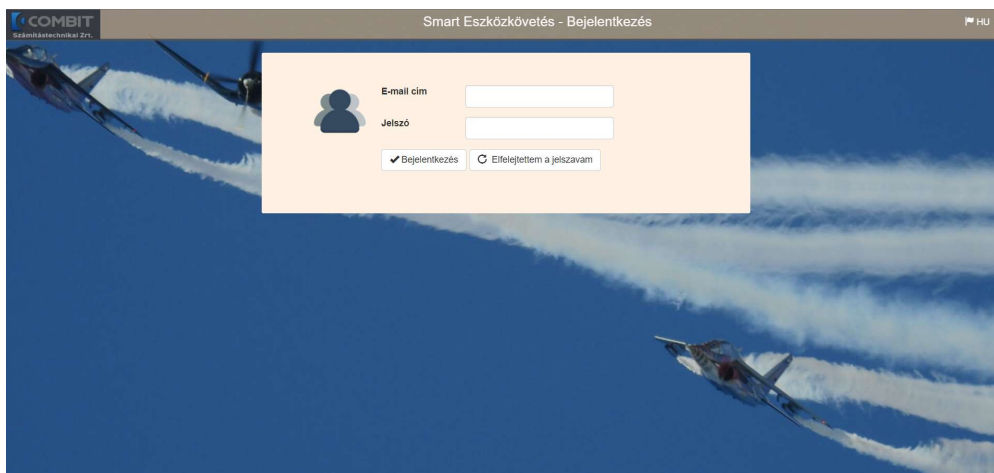 COMBIT
Számítástechnikai Zrt.
Smart Eszközkövetés - Bejelentkezés
HU
E-mail cím
Jelszó
Bejelentkezés
Elfelejtettem a jelszavam